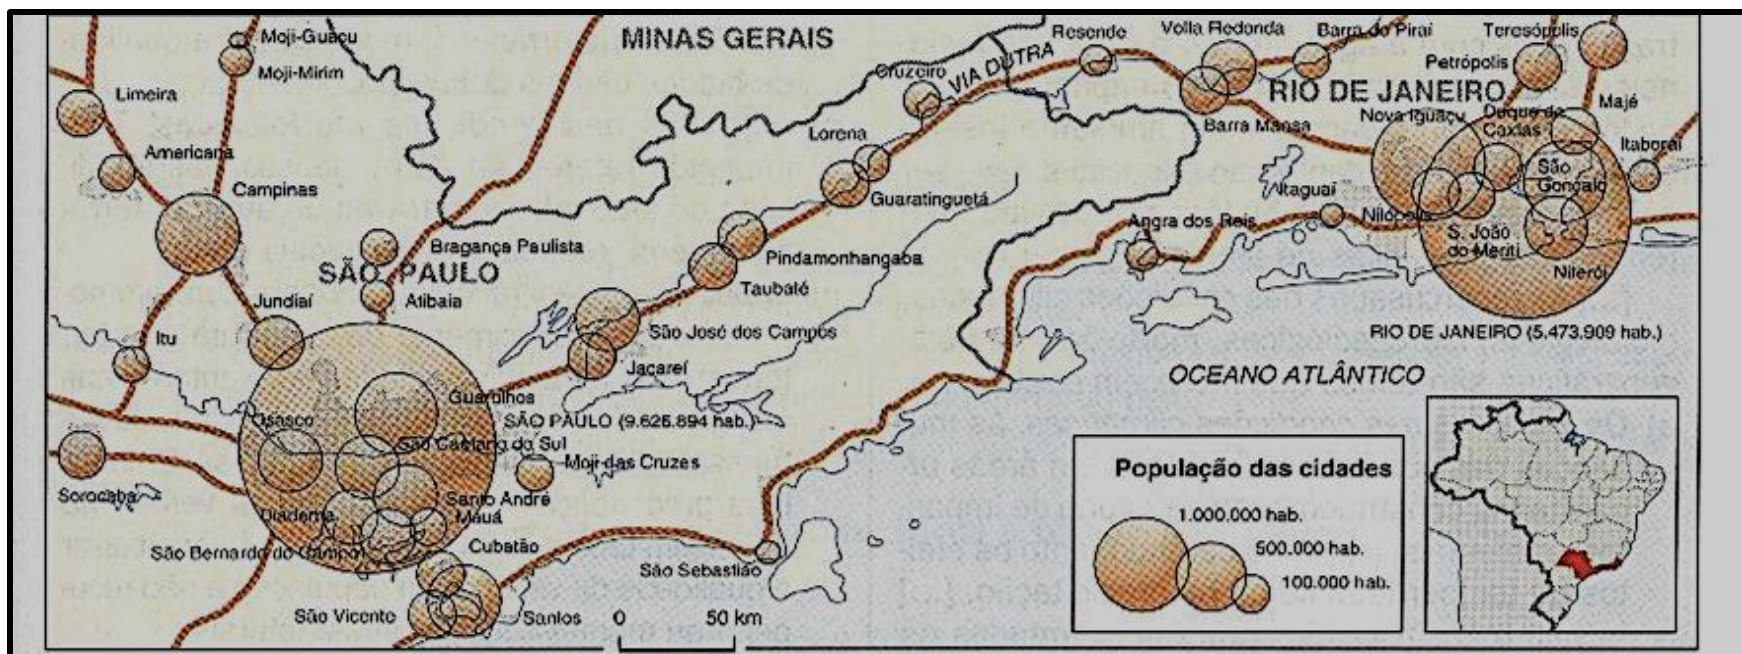 Moji-Guaçu
Moji-Mirim
Limeira
Americana
Campinas
MINAS GERAIS
Bragança Paulista
SÃO PAULO
Atibaia
Jundiaí
Itu
Sorocaba
Osasco
Guarulhos
SÃO PAULO (9.626.894 hab.)
São Caetano do Sul
Moji das Cruzes
Santo André
Mauá
Diadema
São Bernardo do Campo
Cubatão
São Vicente
Santos
São Sebastião
0 50 km
Jacareí
São José dos Campos
Taubaté
Pindamonhangaba
Guaratinguetá
Lorena
Cruzeiro
VIA DUTRA
Resende
Volta Redonda
Barra do Piraí
Barra Mansa
Teresópolis
Petrópolis
RIO DE JANEIRO
Nova Iguaçu
Duque de
Caxias
Majé
Itaboraí
São
Gonçalo
Itaguaí
Nilópolis
Angra dos Reis
S. João
do Meriti
Niterói
RIO DE JANEIRO (5.473.909 hab.)
OCEANO ATLÂNTICO
População das cidades
1.000.000 hab.
500.000 hab.
100.000 hab.